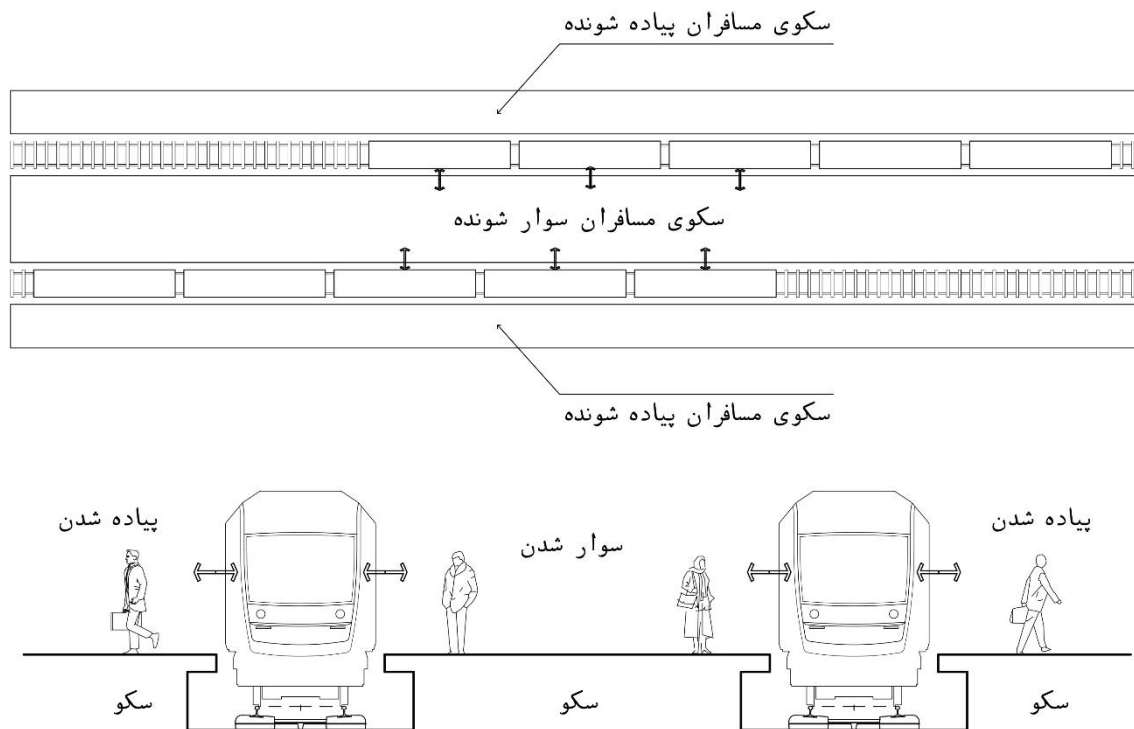 سکوی مسافران پیاده شونده
سکوی مسافران سوار شونده
سکوی مسافران پیاده شونده
پیاده شدن
سوار شدن
پیاده شدن
سکو
سکو
سکو